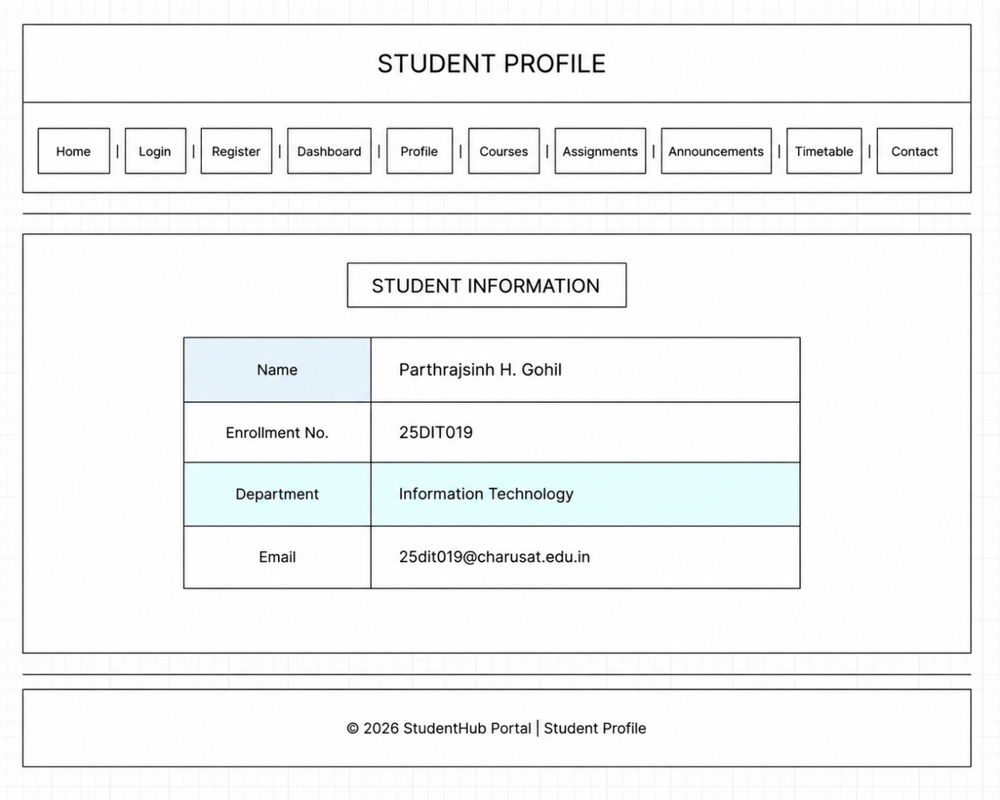 STUDENT PROFILE
Home | Login | Register | Dashboard | Profile | Courses | Assignments | Announcements | Timetable | Contact
STUDENT INFORMATION
Name Parthrajsinh H. Gohil
Enrollment No. 25DIT019
Department Information Technology
Email 25dit019@charusat.edu.in
© 2026 StudentHub Portal | Student Profile